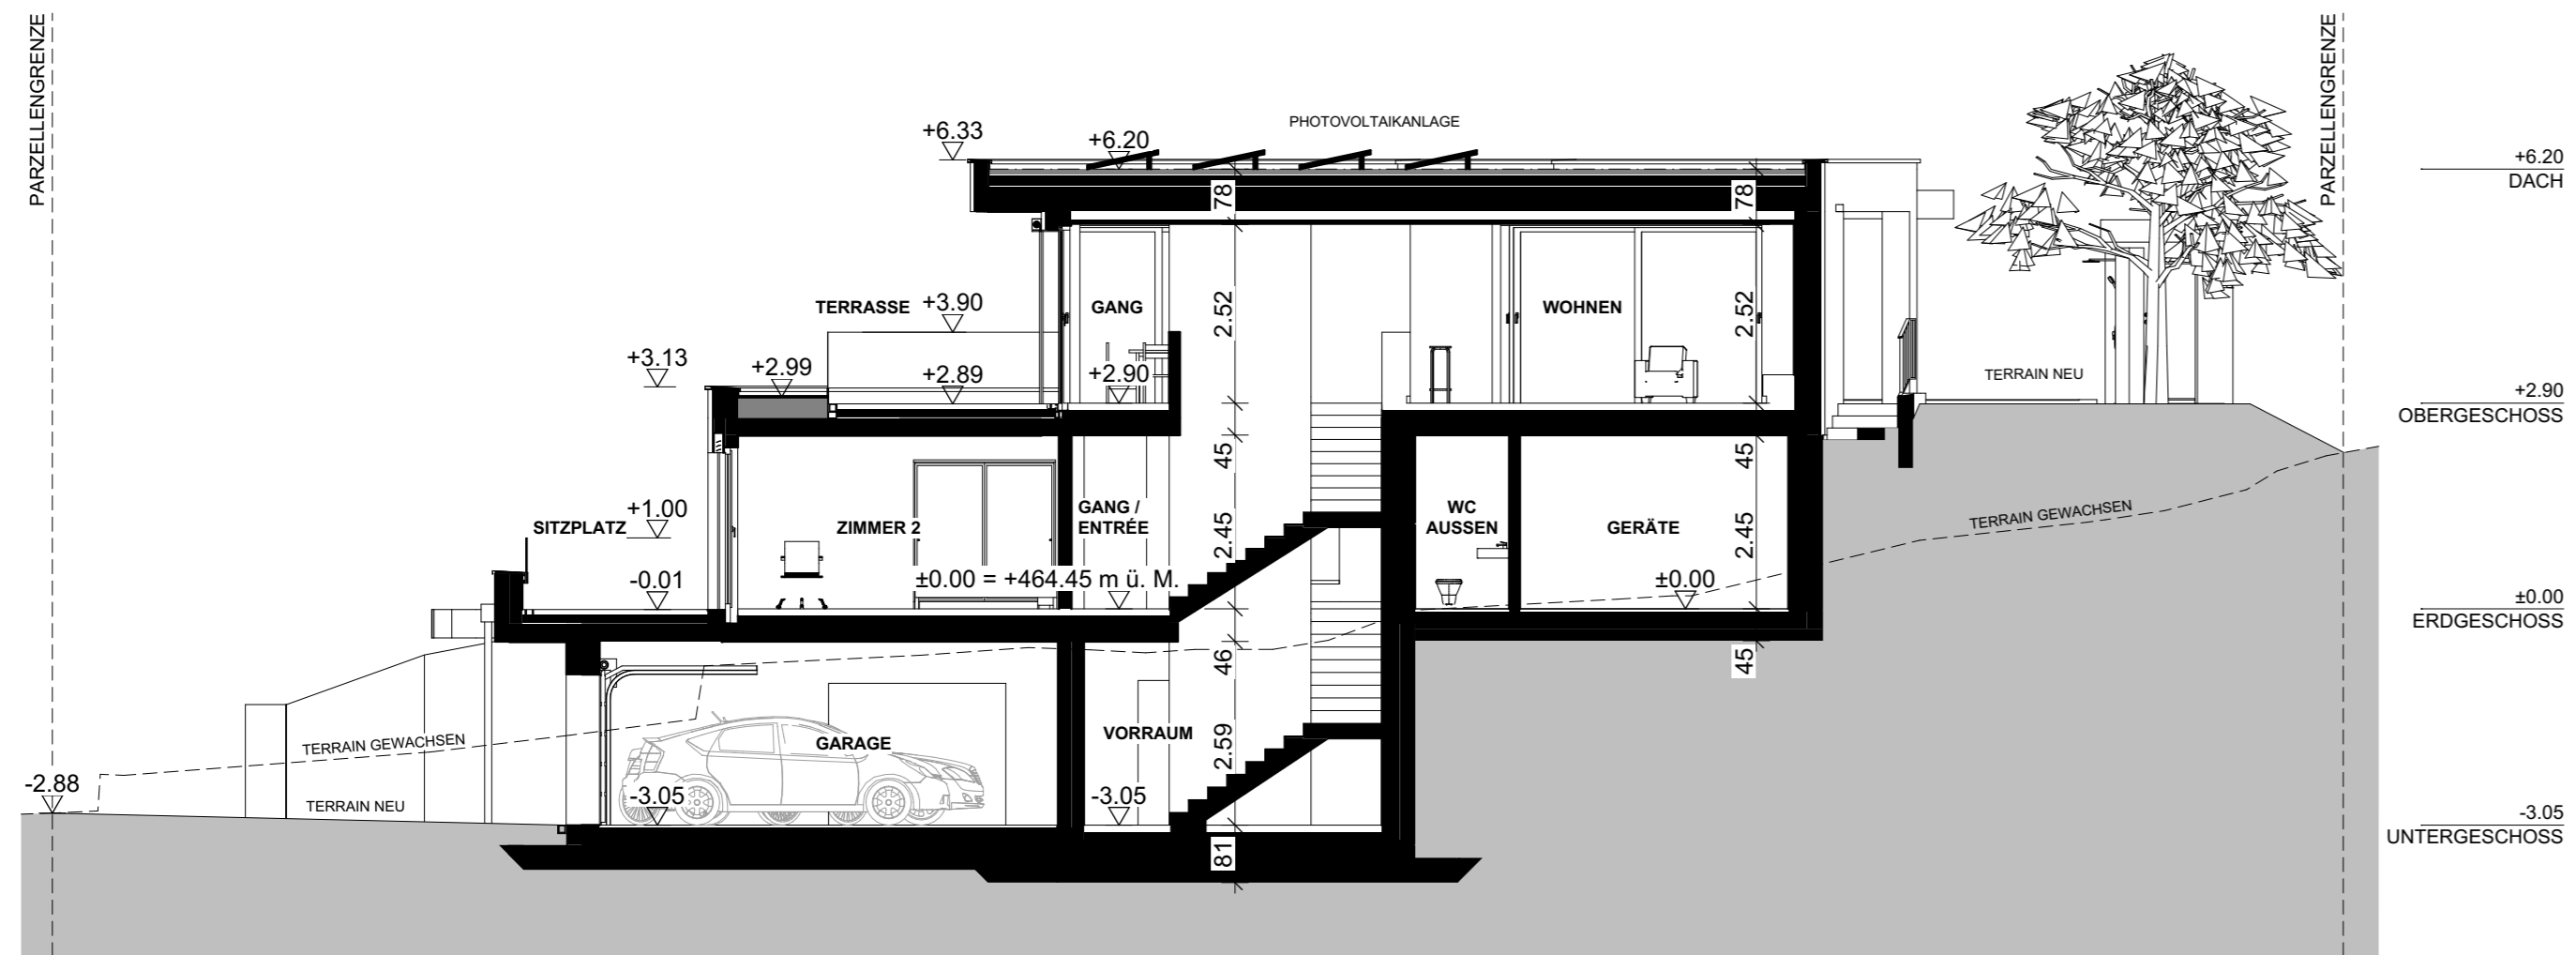 PARZELLENGRENZE
PARZELLENGRENZE
PHOTOVOLTAIKANLAGE
+6.33
+6.20
+6.20
DACH
78
78
TERRASSE
+3.90
GANG
2.52
WOHNEN
2.52
+3.13
+2.99
+2.89
+2.90
TERRAIN NEU
+2.90
OBERGESCHOSS
45
45
SITZPLATZ
+1.00
ZIMMER 2
GANG /
ENTRÉE
2.45
WC
AUSSEN
GERÄTE
2.45
TERRAIN GEWACHSEN
-0.01
±0.00 = +464.45 m ü. M.
±0.00
±0.00
ERDGESCHOSS
46
45
TERRAIN GEWACHSEN
GARAGE
VORRAUM
2.59
-2.88
TERRAIN NEU
-3.05
-3.05
-3.05
UNTERGESCHOSS
81